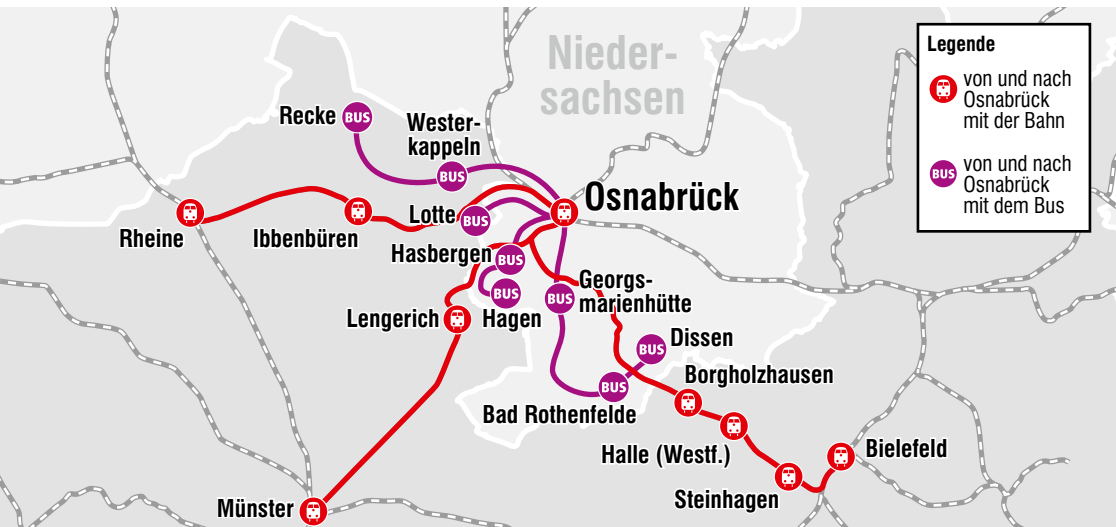 Nieder-
sachsen
Legende
von und nach
Osnabrück
mit der Bahn
BUS
von und nach
Osnabrück
mit dem Bus
Recke
BUS
Wester-
kappeln
BUS
Osnabrück
Rheine
Ibbenbüren
Lotte
BUS
Hasbergen
BUS
Georgs-
marienhütte
BUS
Lengerich
Hagen
BUS
Dissen
BUS
Borgholzhausen
Bad Rothenfelde
BUS
Halle (Westf.)
Bielefeld
Steinhagen
Münster